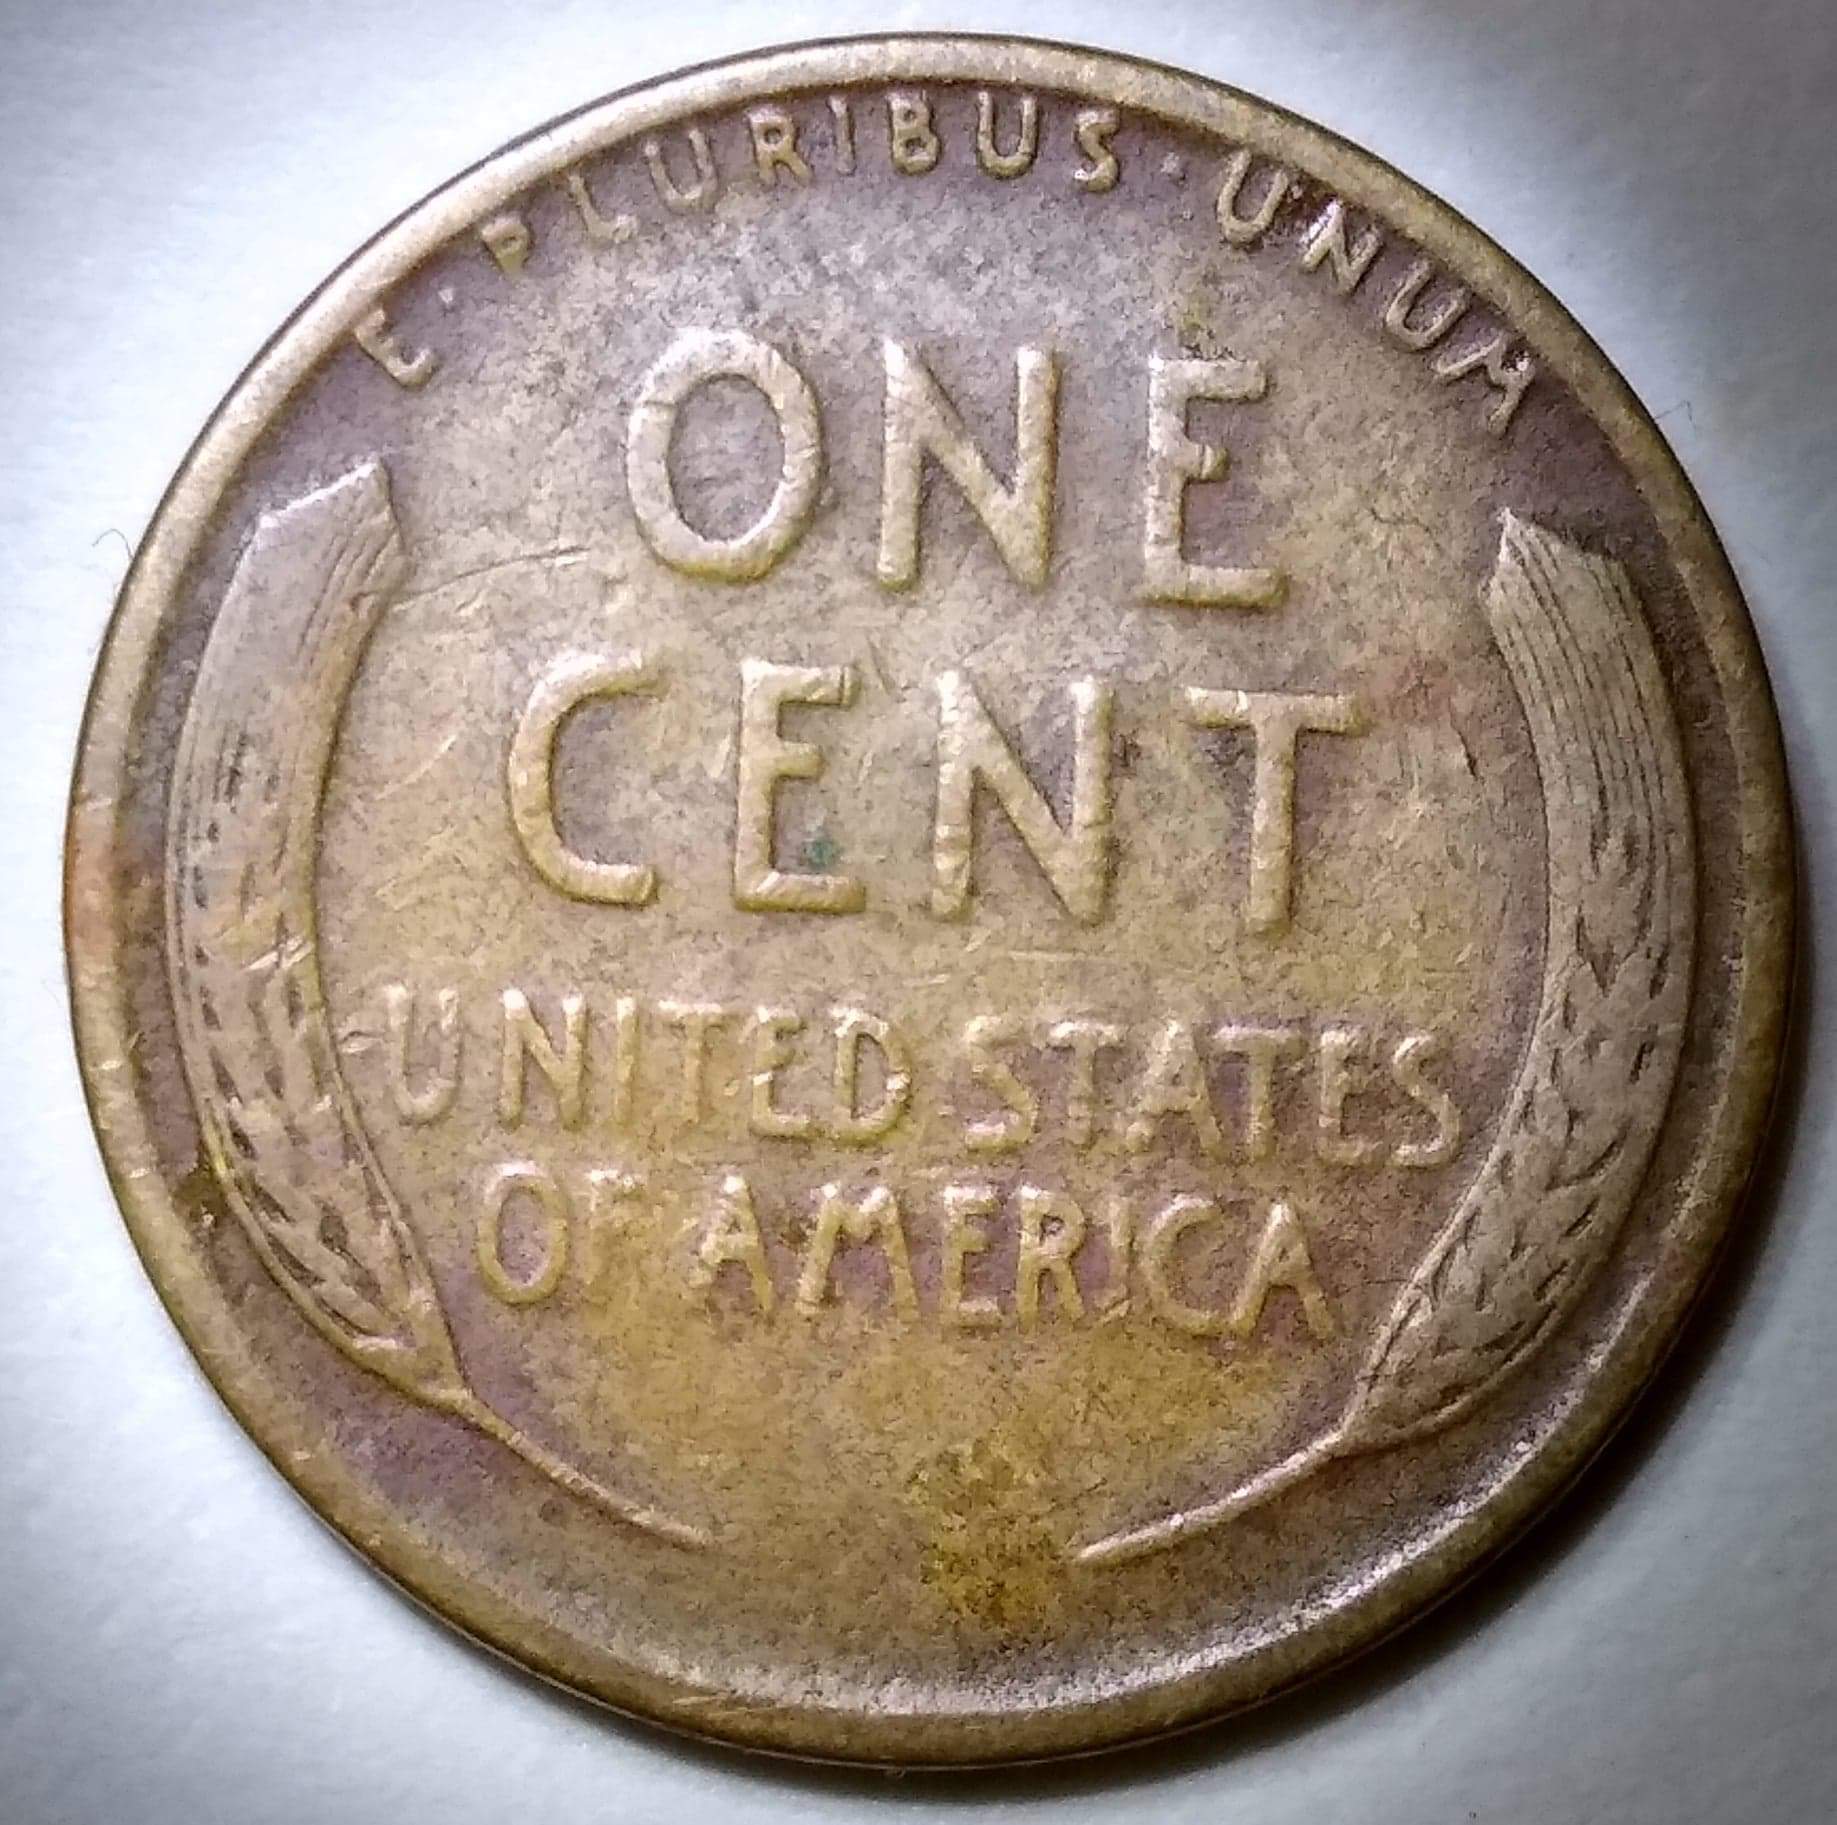 E · PLURIBUS · UNUM
ONE
CENT
UNITED STATES
OF AMERICA